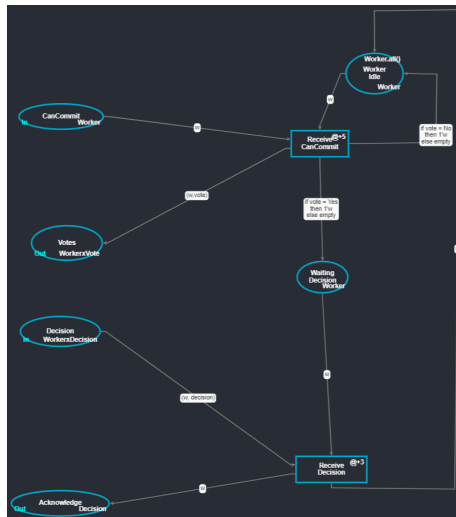 Worker.all()
Worker
Idle
Worker
CanCommit
In
Worker
w
w
if vote = No
then 1'w
else empty
Receive
CanCommit
@+5
(w,vote)
if vote = Yes
then 1'w
else empty
Votes
Out
WorkerxVote
Waiting
Decision
Worker
Decision
In
WorkerxDecision
w
(w, decision)
@+3
Receive
Decision
w
Acknowledge
Out
Decision